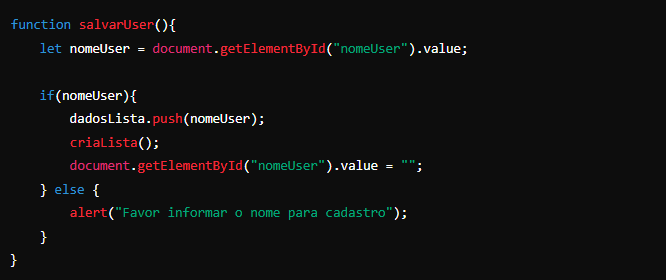 function salvarUser(){
    let nomeUser = document.getElementById("nomeUser").value;

    if(nomeUser){
        dadosLista.push(nomeUser);
        criaLista();
        document.getElementById("nomeUser").value = "";
    } else {
        alert("Favor informar o nome para cadastro");
    }
}